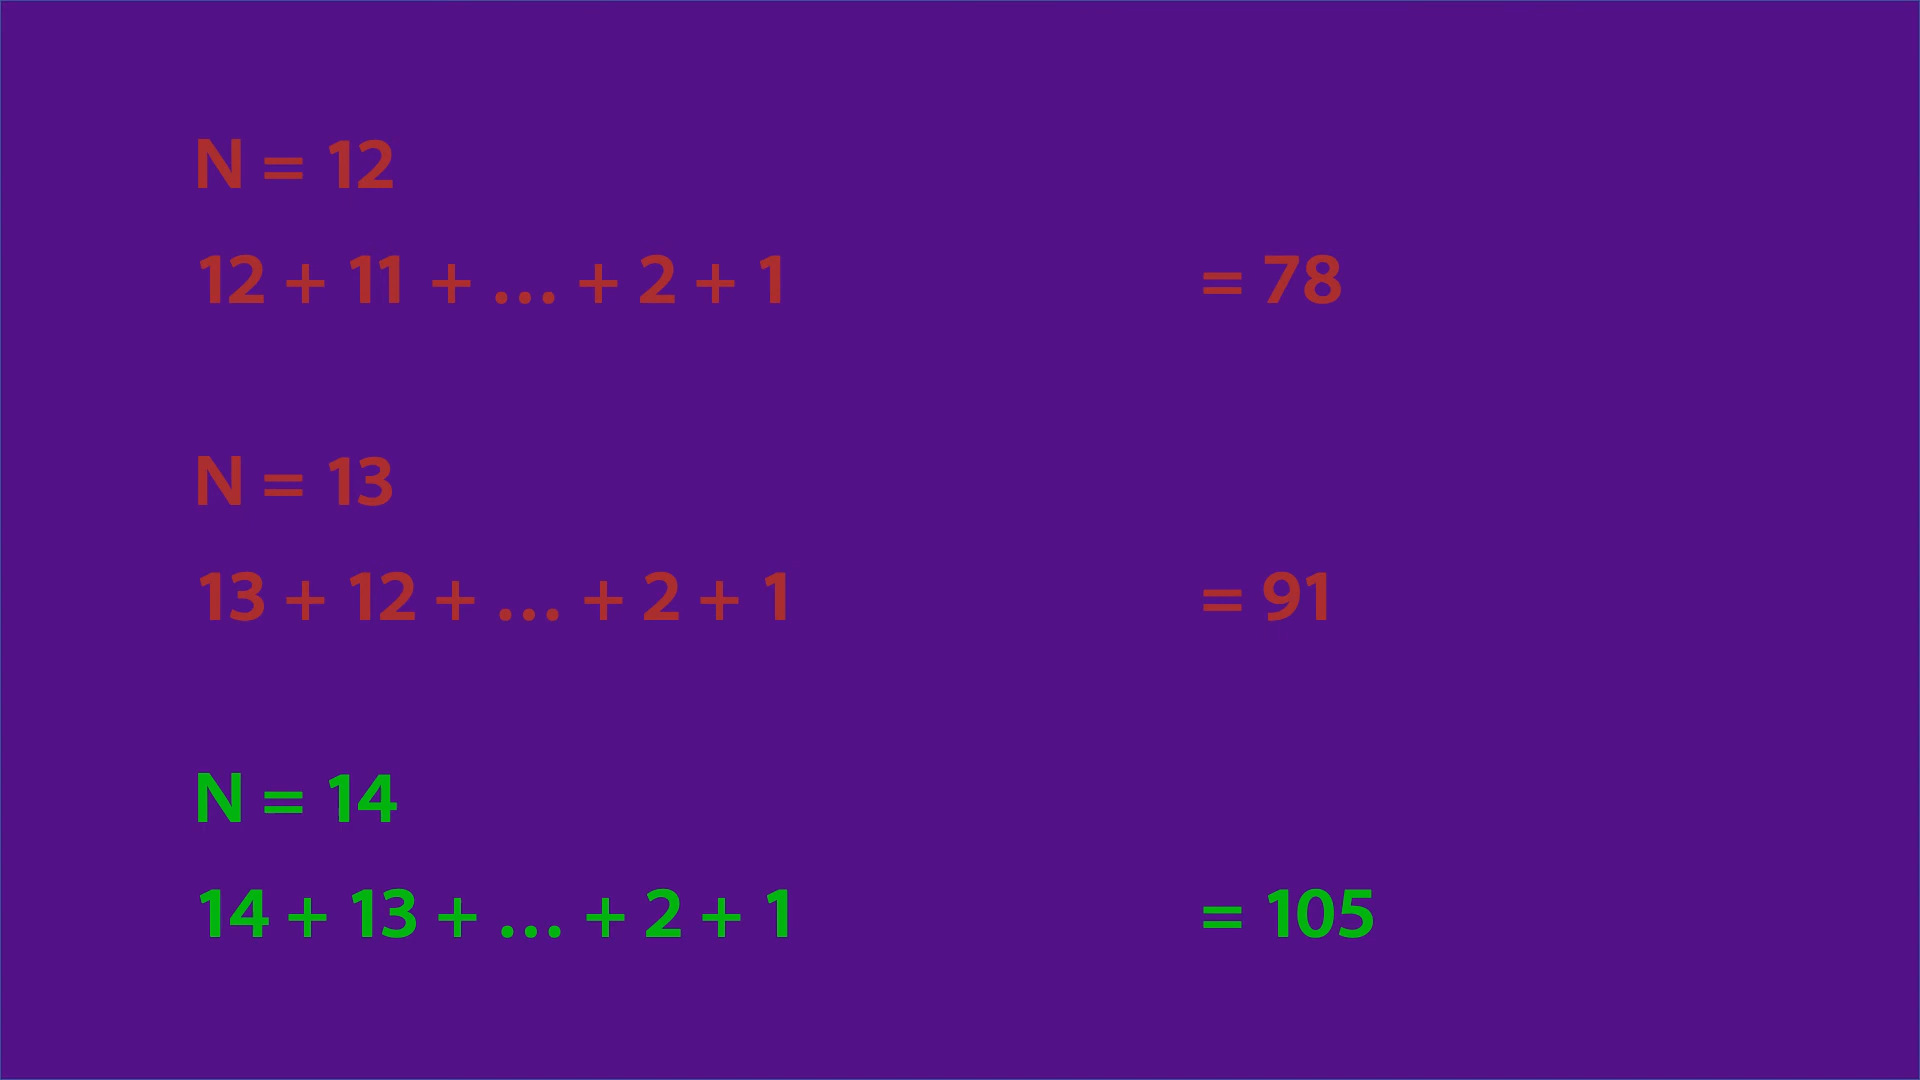 N = 12
12 + 11 + … + 2 + 1 = 78
N = 13
13 + 12 + … + 2 + 1 = 91
N = 14
14 + 13 + … + 2 + 1 = 105